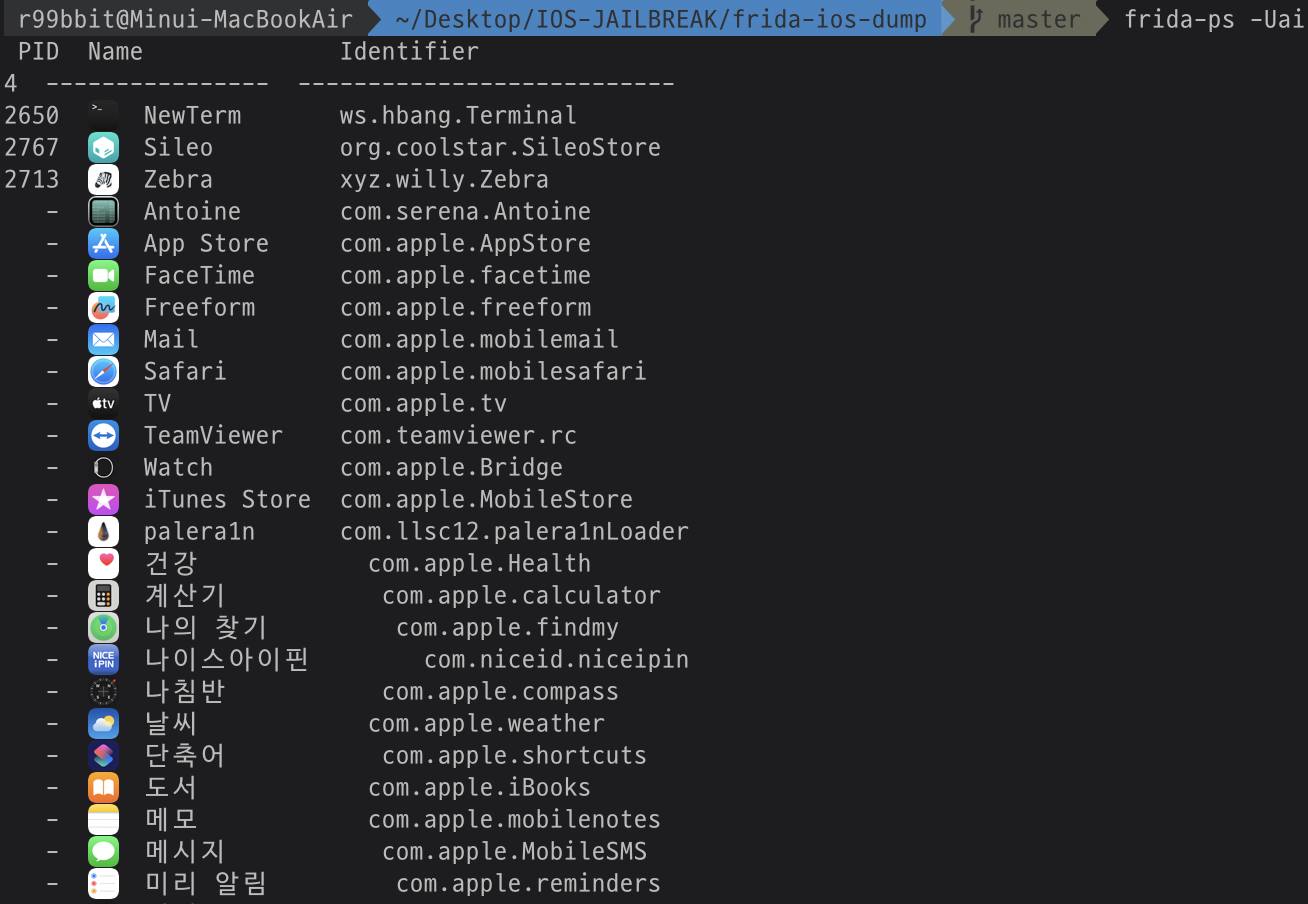 r99bbit@Minui-MacBookAir ~/Desktop/IOS-JAILBREAK/frida-ios-dump master frida-ps -Uai
PID Name Identifier
4 ---------------- ---------------------------
2650 >_ NewTerm ws.hbang.Terminal
2767 Sileo org.coolstar.SileoStore
2713 Zebra xyz.willy.Zebra
- Antoine com.serena.Antoine
- App Store com.apple.AppStore
- FaceTime com.apple.facetime
- Freeform com.apple.freeform
- Mail com.apple.mobilemail
- Safari com.apple.mobilesafari
- tv TV com.apple.tv
- TeamViewer com.teamviewer.rc
- Watch com.apple.Bridge
- iTunes Store com.apple.MobileStore
- palera1n com.llsc12.palera1nLoader
- 건강 com.apple.Health
- 계산기 com.apple.calculator
- 나의 찾기 com.apple.findmy
- NICE iPIN 나이스아이핀 com.niceid.niceipin
- 나침반 com.apple.compass
- 날씨 com.apple.weather
- 단축어 com.apple.shortcuts
- 도서 com.apple.iBooks
- 메모 com.apple.mobilenotes
- 메시지 com.apple.MobileSMS
- 미리 알림 com.apple.reminders